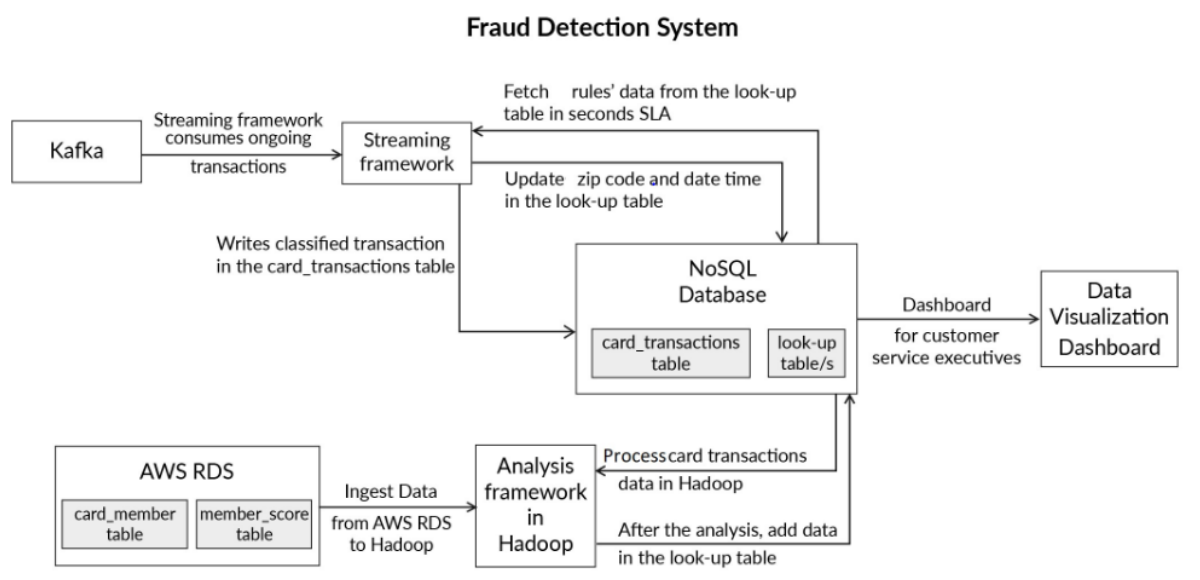 Fraud Detection System
Fetch rules' data from the look-up
table in seconds SLA
Kafka
Streaming framework
consumes ongoing
transactions
Streaming
framework
Update zip code and date time
in the look-up table
Writes classified transaction
in the card_transactions table
NoSQL
Database
card_transactions
table
look-up
table/s
Dashboard
for customer
service executives
Data
Visualization
Dashboard
AWS RDS
card_member
table
member_score
table
Ingest Data
from AWS RDS
to Hadoop
Analysis
framework
in
Hadoop
Process card transactions
data in Hadoop
After the analysis, add data
in the look-up table